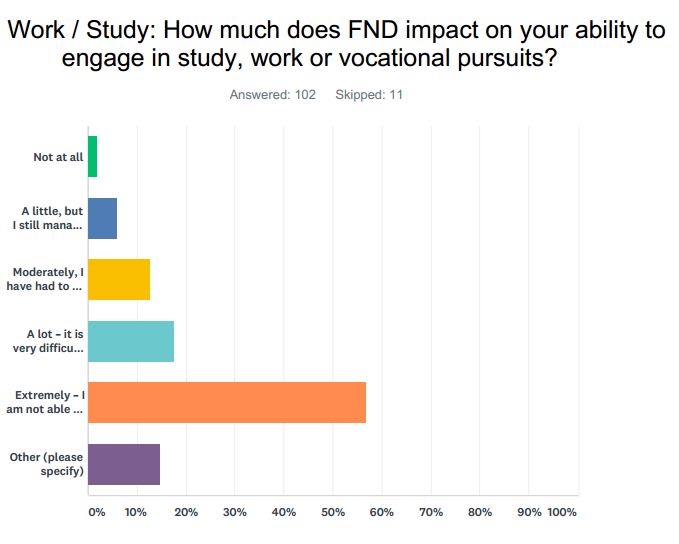 Work / Study: How much does FND impact on your ability to
engage in study, work or vocational pursuits?
Answered: 102 Skipped: 11
Not at all
A little, but
I still mana...
Moderately, I
have had to ...
A lot – it is
very difficu...
Extremely – I
am not able ...
Other (please
specify)
0% 10% 20% 30% 40% 50% 60% 70% 80% 90% 100%